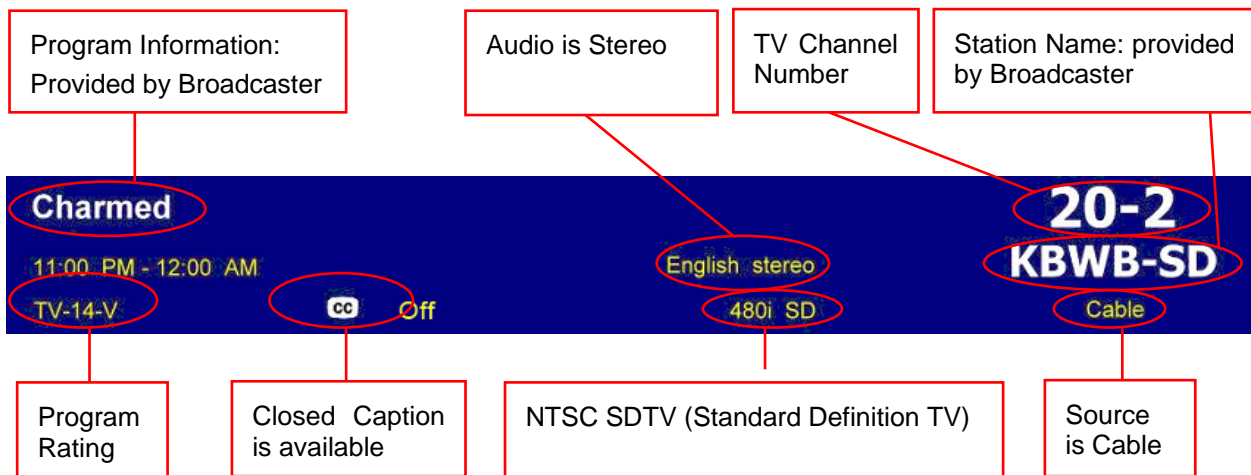 Program Information:
Provided by Broadcaster
Audio is Stereo
TV Channel
Number
Station Name: provided
by Broadcaster
Charmed
20-2
11:00 PM - 12:00 AM
English stereo
KBWB-SD
TV-14-V
cc
Off
480i SD
Cable
Program
Rating
Closed Caption
is available
NTSC SDTV (Standard Definition TV)
Source
is Cable